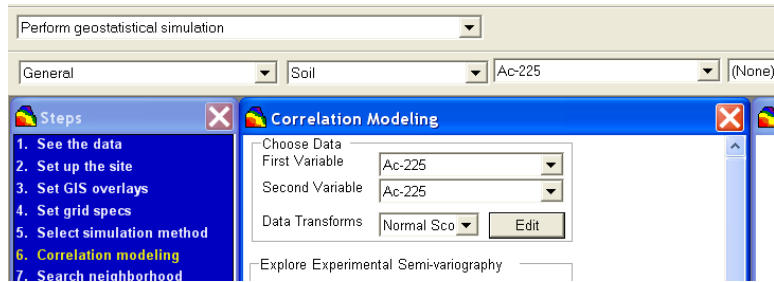 Perform geostatistical simulation
General Soil Ac-225 (None)
Steps
1. See the data
2. Set up the site
3. Set GIS overlays
4. Set grid specs
5. Select simulation method
6. Correlation modeling
7. Search neighborhood
Correlation Modeling
Choose Data
First Variable Ac-225
Second Variable Ac-225
Data Transforms Normal Sco Edit
Explore Experimental Semi-variography